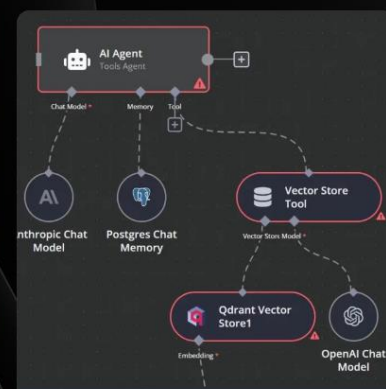 AI Agent
Tools Agent
Chat Model *
Memory
Tool
nthropic Chat
Model
Postgres Chat
Memory
Vector Store
Tool
Vector Store
Model *
Qdrant Vector
Store1
Embedding *
OpenAI Chat
Model